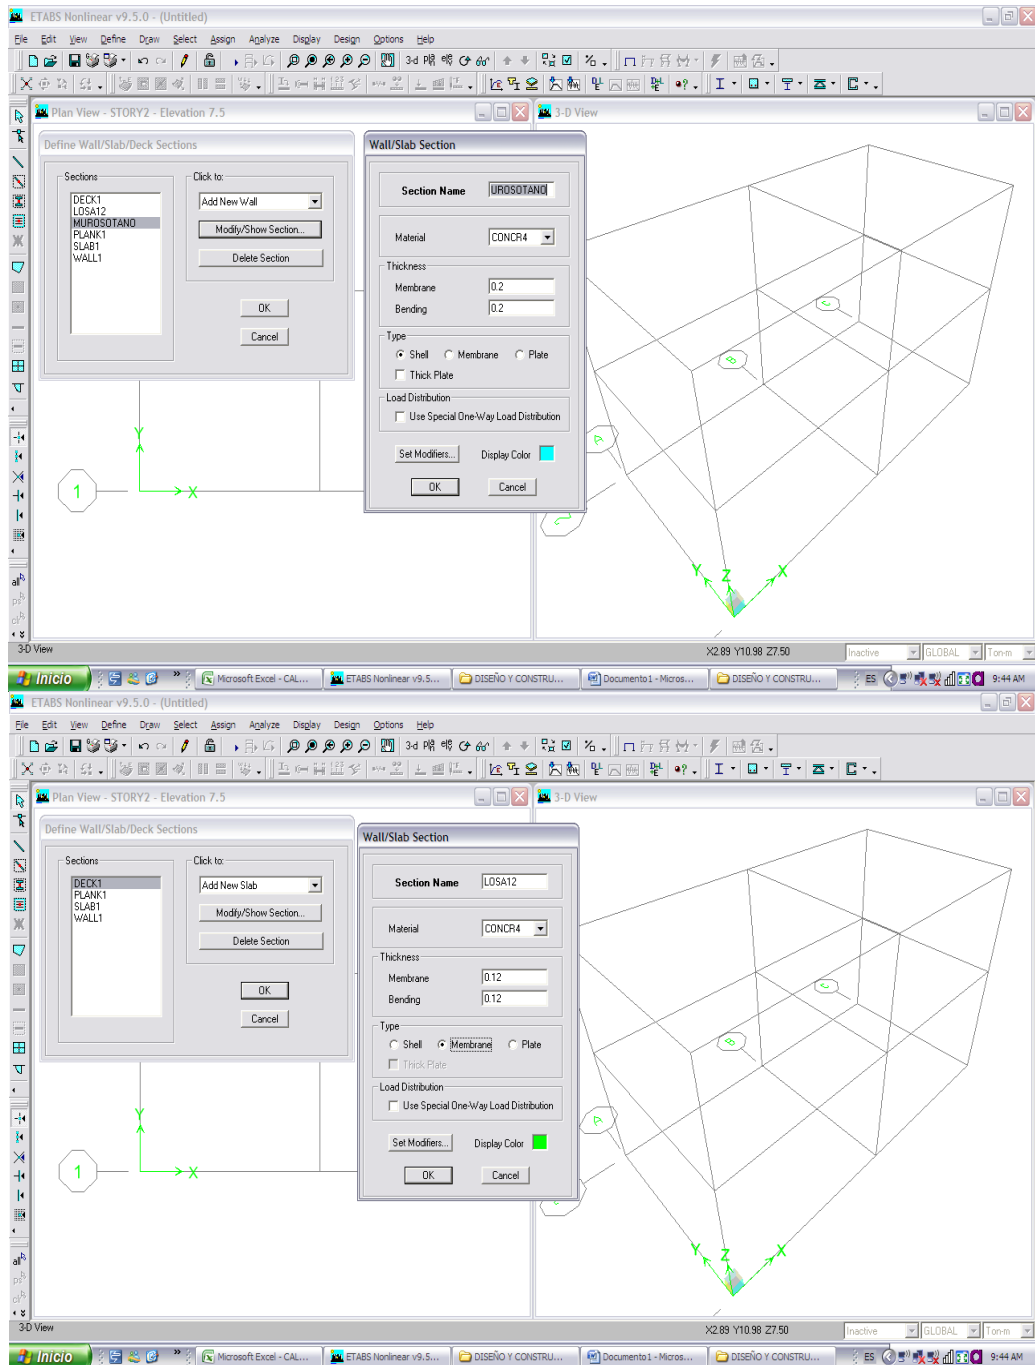 ETABS Nonlinear v9.5.0 - (Untitled)
File Edit View Define Draw Select Assign Analyze Display Design Options Help
Plan View - STORY2 - Elevation 7.5
3-D View
Define Wall/Slab/Deck Sections
Sections
DECK1
LOSA12
MUROSOTANO
PLANK1
SLAB1
WALL1
Click to:
Add New Wall
Modify/Show Section...
Delete Section
OK
Cancel
Wall/Slab Section
Section Name UROSOTANO
Material CONCR4
Thickness
Membrane 0.2
Bending 0.2
Type
Shell Membrane Plate
Thick Plate
Load Distribution
Use Special One-Way Load Distribution
Set Modifiers... Display Color
OK Cancel
1
Y
X
A
B
C
2
Y Z X
3-D View
X2.89 Y10.98 Z7.50
Inactive GLOBAL Ton-m
Inicio
Microsoft Excel - CAL...
ETABS Nonlinear v9.5...
DISEÑO Y CONSTRU...
Documento1 - Micros...
DISEÑO Y CONSTRU...
ES
9:44 AM
ETABS Nonlinear v9.5.0 - (Untitled)
File Edit View Define Draw Select Assign Analyze Display Design Options Help
Plan View - STORY2 - Elevation 7.5
3-D View
Define Wall/Slab/Deck Sections
Sections
DECK1
PLANK1
SLAB1
WALL1
Click to:
Add New Slab
Modify/Show Section...
Delete Section
OK
Cancel
Wall/Slab Section
Section Name LOSA12
Material CONCR4
Thickness
Membrane 0.12
Bending 0.12
Type
Shell Membrane Plate
Thick Plate
Load Distribution
Use Special One-Way Load Distribution
Set Modifiers... Display Color
OK Cancel
1
Y
X
A
B
C
Y Z X
3-D View
X2.89 Y10.98 Z7.50
Inactive GLOBAL Ton-m
Inicio
Microsoft Excel - CAL...
ETABS Nonlinear v9.5...
DISEÑO Y CONSTRU...
Documento1 - Micros...
DISEÑO Y CONSTRU...
ES
9:44 AM